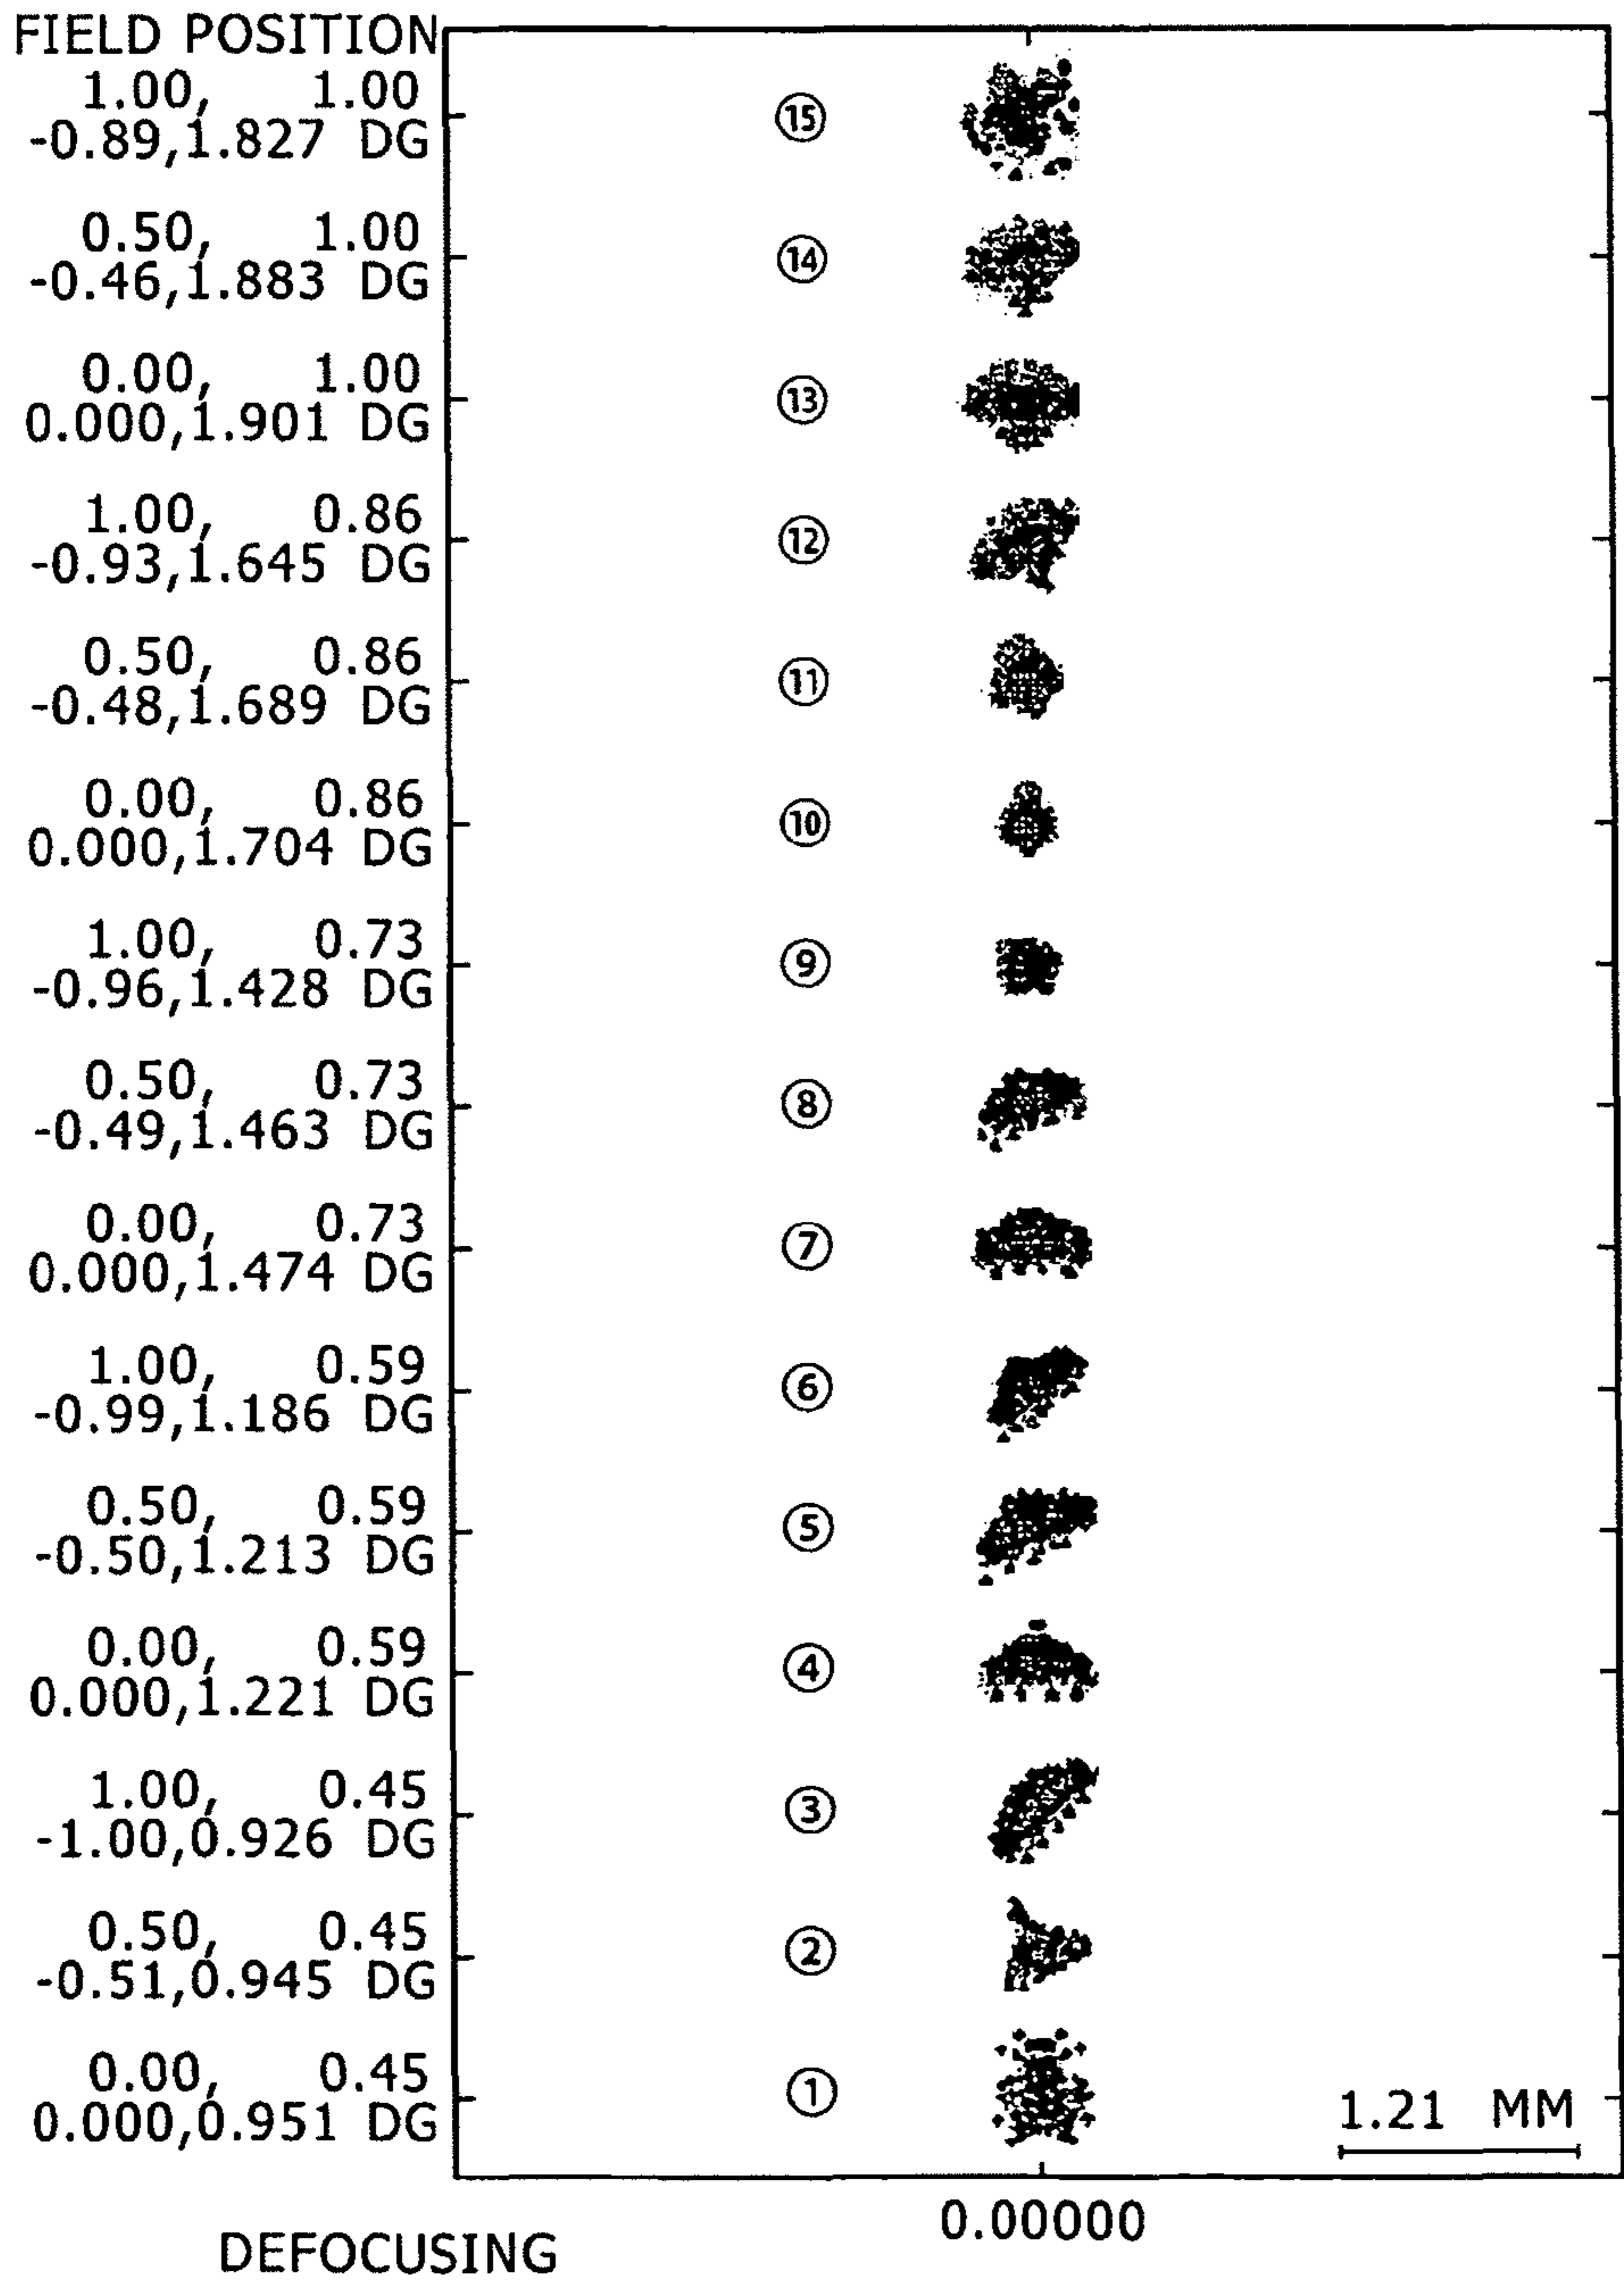 FIELD POSITION
1.00, 1.00
-0.89,1.827 DG
⑮
0.50, 1.00
-0.46,1.883 DG
⑭
0.00, 1.00
0.000,1.901 DG
⑬
1.00, 0.86
-0.93,1.645 DG
⑫
0.50, 0.86
-0.48,1.689 DG
⑪
0.00, 0.86
0.000,1.704 DG
⑩
1.00, 0.73
-0.96,1.428 DG
⑨
0.50, 0.73
-0.49,1.463 DG
⑧
0.00, 0.73
0.000,1.474 DG
⑦
1.00, 0.59
-0.99,1.186 DG
⑥
0.50, 0.59
-0.50,1.213 DG
⑤
0.00, 0.59
0.000,1.221 DG
④
1.00, 0.45
-1.00,0.926 DG
③
0.50, 0.45
-0.51,0.945 DG
②
0.00, 0.45
0.000,0.951 DG
①
1.21 MM
0.00000
DEFOCUSING